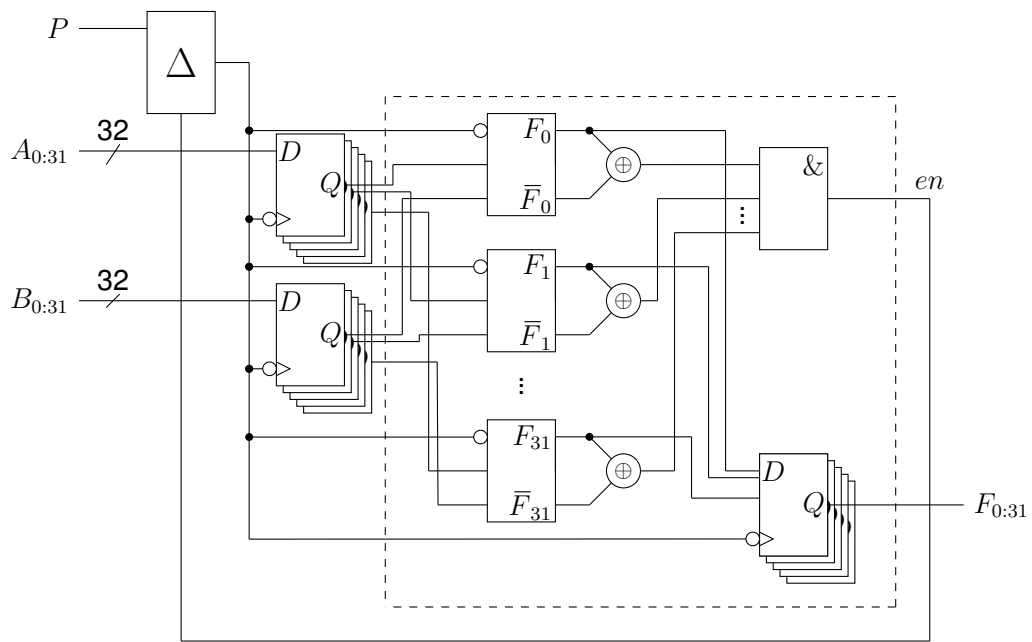 P
Δ
32
A₀:₃₁
D
Q
32
B₀:₃₁
D
Q
F₀
F̅₀
⊕
F₁
F̅₁
⊕
⋮
F₃₁
F̅₃₁
⊕
&
⋮
en
D
Q
F₀:₃₁